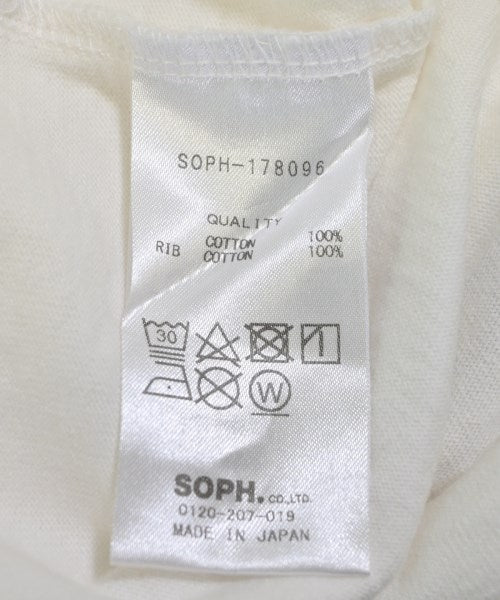 SOPH-178096
QUALITY
COTTON 100%
RIB COTTON 100%
30
W
SOPH. CO.,LTD.
0120-207-019
MADE IN JAPAN